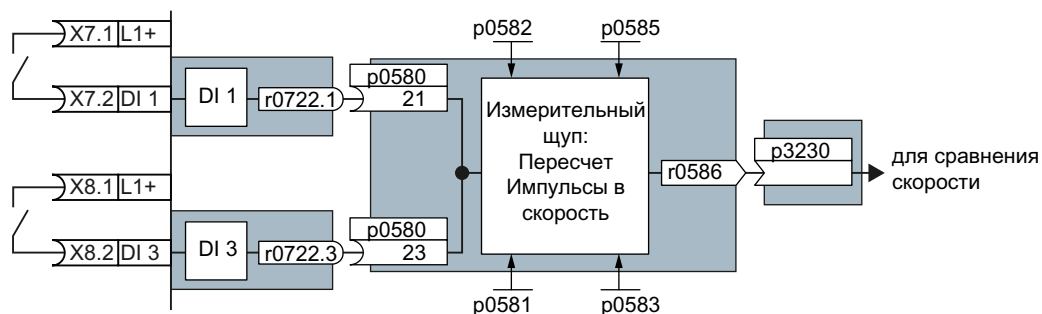 p0582 p0585
X7.1 L1+
p0580
X7.2 DI 1 DI 1 r0722.1 21
Измерительный
щуп:
Пересчет
Импульсы в
скорость
p3230
r0586
для сравнения
скорости
X8.1 L1+
p0580
X8.2 DI 3 DI 3 r0722.3 23
p0581 p0583